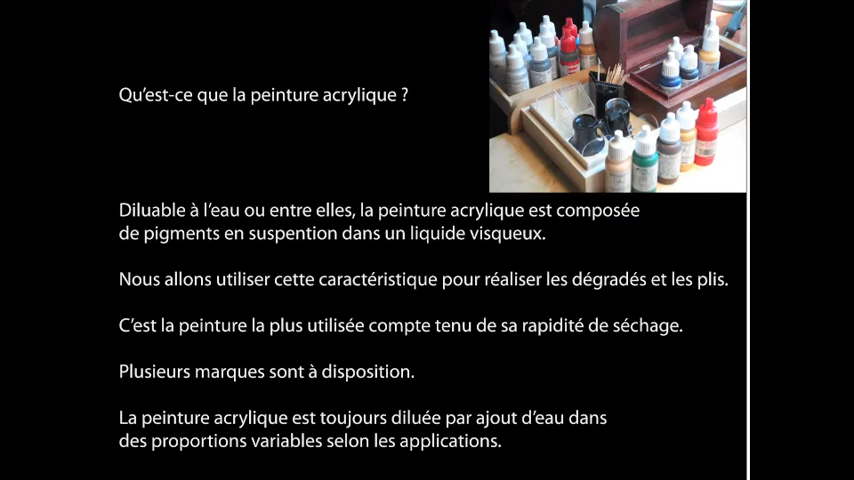 Qu'est-ce que la peinture acrylique ?
Diluable à l'eau ou entre elles, la peinture acrylique est composée
de pigments en suspention dans un liquide visqueux.
Nous allons utiliser cette caractéristique pour réaliser les dégradés et les plis.
C'est la peinture la plus utilisée compte tenu de sa rapidité de séchage.
Plusieurs marques sont à disposition.
La peinture acrylique est toujours diluée par ajout d'eau dans
des proportions variables selon les applications.